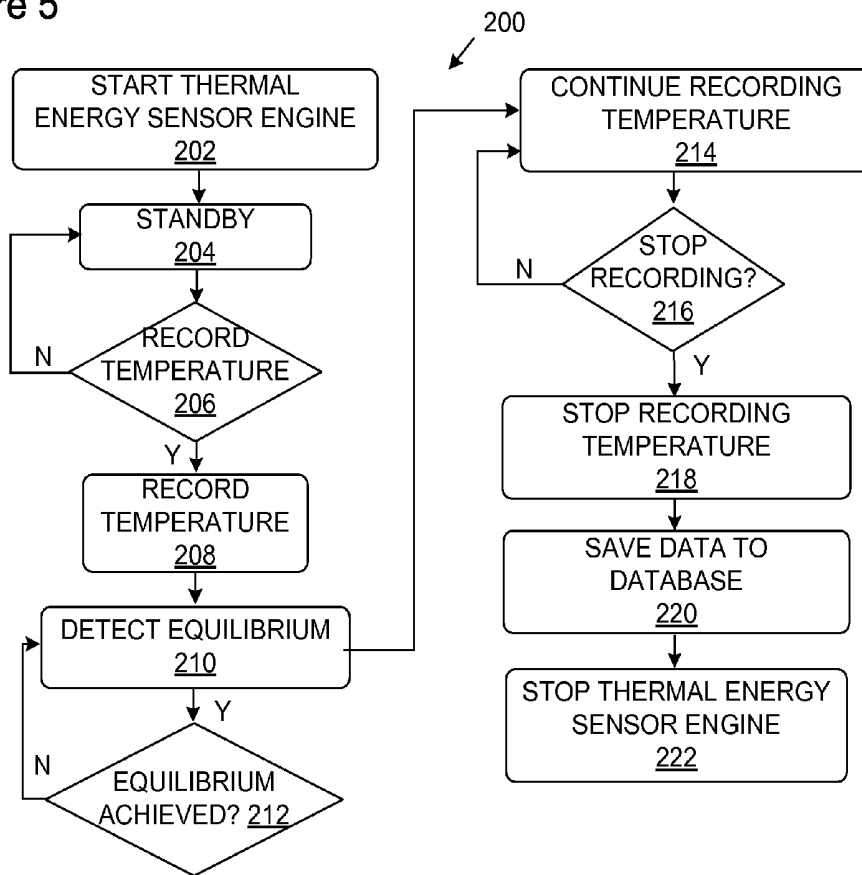 re 5
200
START THERMAL
ENERGY SENSOR ENGINE
202
STANDBY
204
N
RECORD
TEMPERATURE
206
Y
RECORD
TEMPERATURE
208
DETECT EQUILIBRIUM
210
Y
N
EQUILIBRIUM
ACHIEVED? 212
CONTINUE RECORDING
TEMPERATURE
214
N
STOP
RECORDING?
216
Y
STOP RECORDING
TEMPERATURE
218
SAVE DATA TO
DATABASE
220
STOP THERMAL ENERGY
SENSOR ENGINE
222